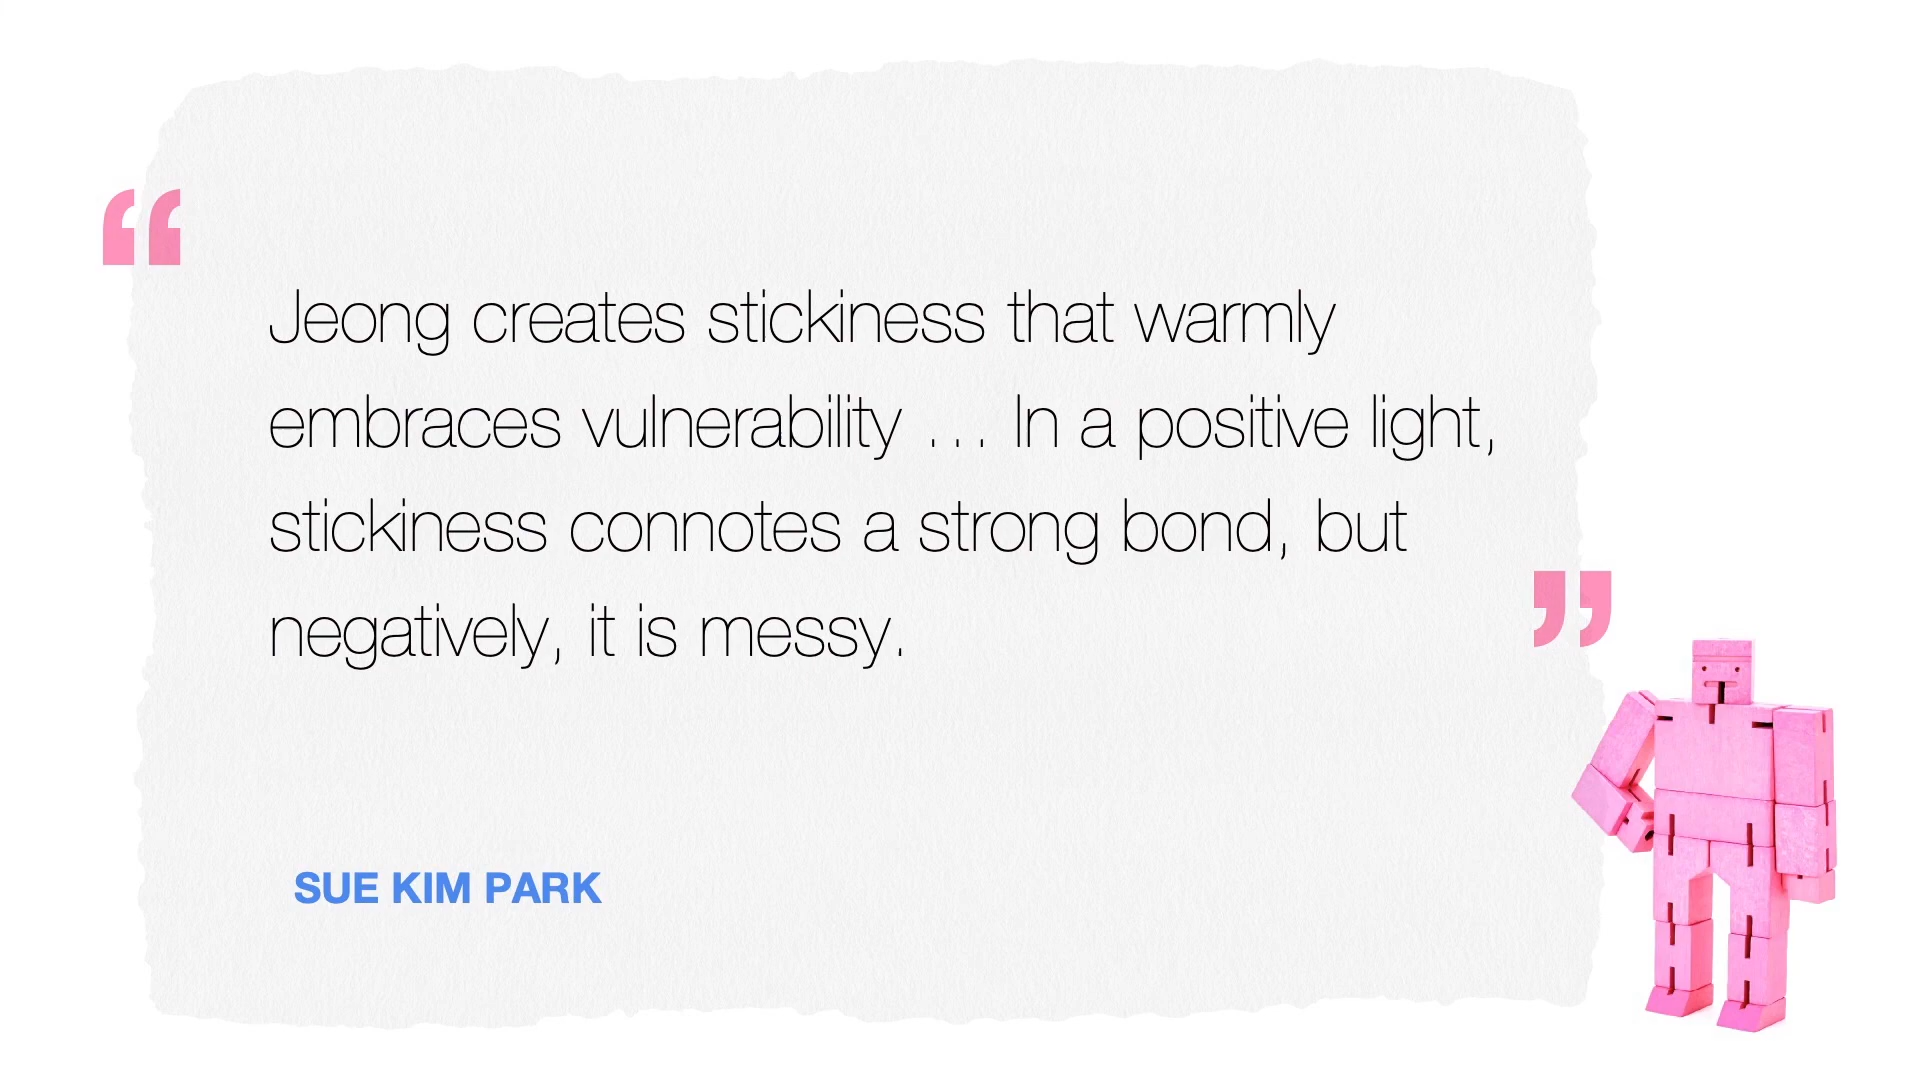 “
Jeong creates stickiness that warmly
embraces vulnerability … In a positive light,
stickiness connotes a strong bond, but
negatively, it is messy.
”
SUE KIM PARK